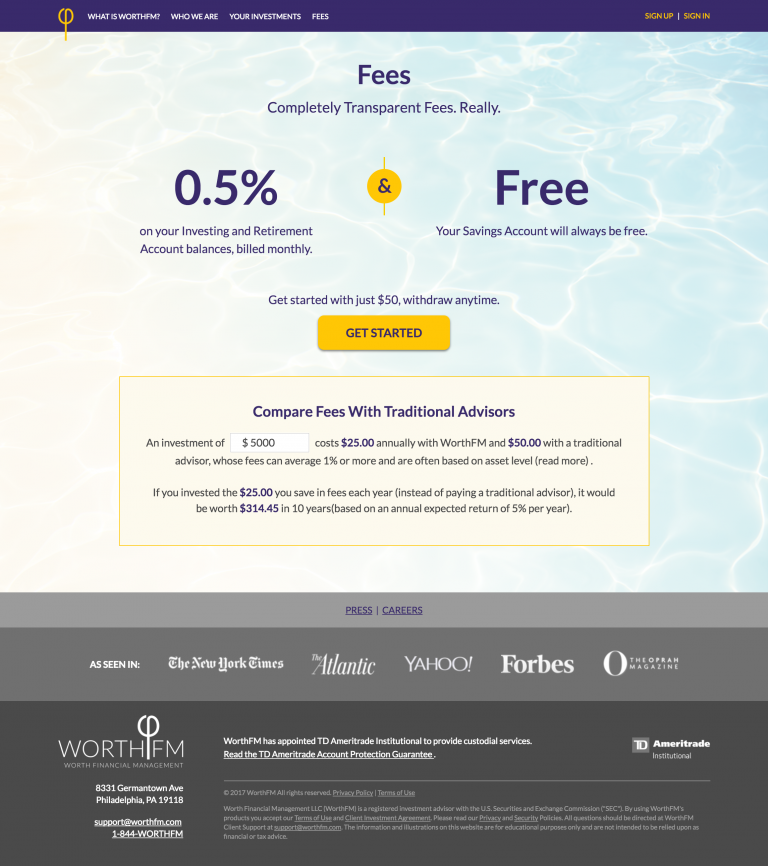 WHAT IS WORTHFM? WHO WE ARE YOUR INVESTMENTS FEES SIGN UP | SIGN IN
Fees
Completely Transparent Fees. Really.
0.5% & Free
on your Investing and Retirement
Account balances, billed monthly.
Your Savings Account will always be free.
Get started with just $50, withdraw anytime.
GET STARTED
Compare Fees With Traditional Advisors
An investment of $ 5000 costs $25.00 annually with WorthFM and $50.00 with a traditional
advisor, whose fees can average 1% or more and are often based on asset level (read more) .
If you invested the $25.00 you save in fees each year (instead of paying a traditional advisor), it would
be worth $314.45 in 10 years(based on an annual expected return of 5% per year).
PRESS | CAREERS
AS SEEN IN: The New York Times The Atlantic YAHOO! Forbes O THE OPRAH MAGAZINE
WORTHFM
WORTH FINANCIAL MANAGEMENT
8331 Germantown Ave
Philadelphia, PA 19118
support@worthfm.com
1-844-WORTHFM
WorthFM has appointed TD Ameritrade Institutional to provide custodial services.
Read the TD Ameritrade Account Protection Guarantee .
TD Ameritrade
Institutional
© 2017 WorthFM All rights reserved. Privacy Policy | Terms of Use
Worth Financial Management LLC (WorthFM) is a registered investment advisor with the U.S. Securities and Exchange Commission ("SEC"). By using WorthFM's
products you accept our Terms of Use and Client Investment Agreement. Please read our Privacy and Security Policies. All questions should be directed at WorthFM
Client Support at support@worthfm.com. The information and illustrations on this website are for educational purposes only and are not intended to be relied upon as
financial or tax advice.